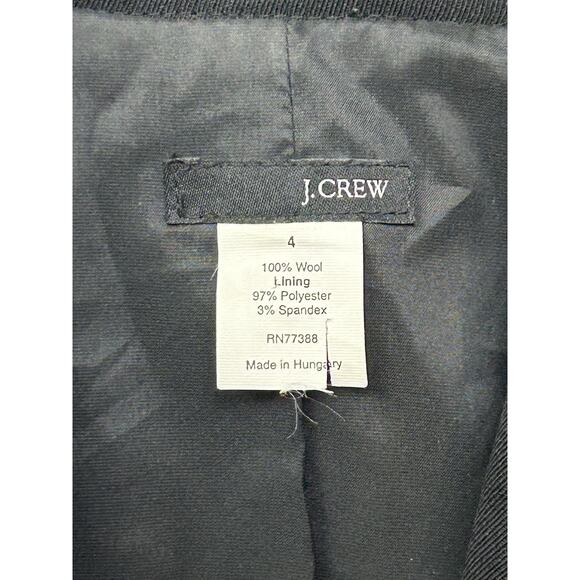 J.CREW
4
100% Wool
Lining
97% Polyester
3% Spandex
RN77388
Made in Hungary